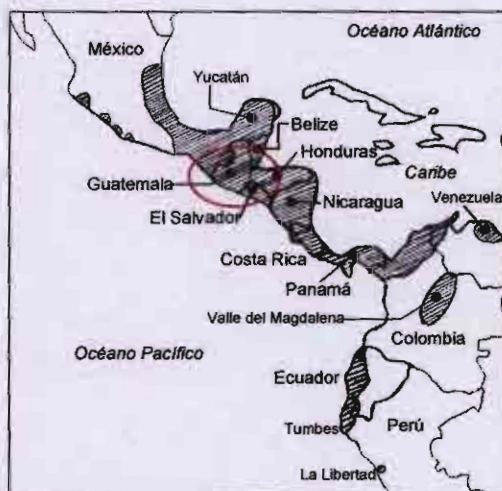 Océano Atlántico
México
Yucatán
Belize
Honduras
Caribe
Guatemala
Venezuela
Nicaragua
El Salvador
Costa Rica
Panamá
Valle del Magdalena
Colombia
Océano Pacífico
Ecuador
Tumbes
Perú
La Libertad